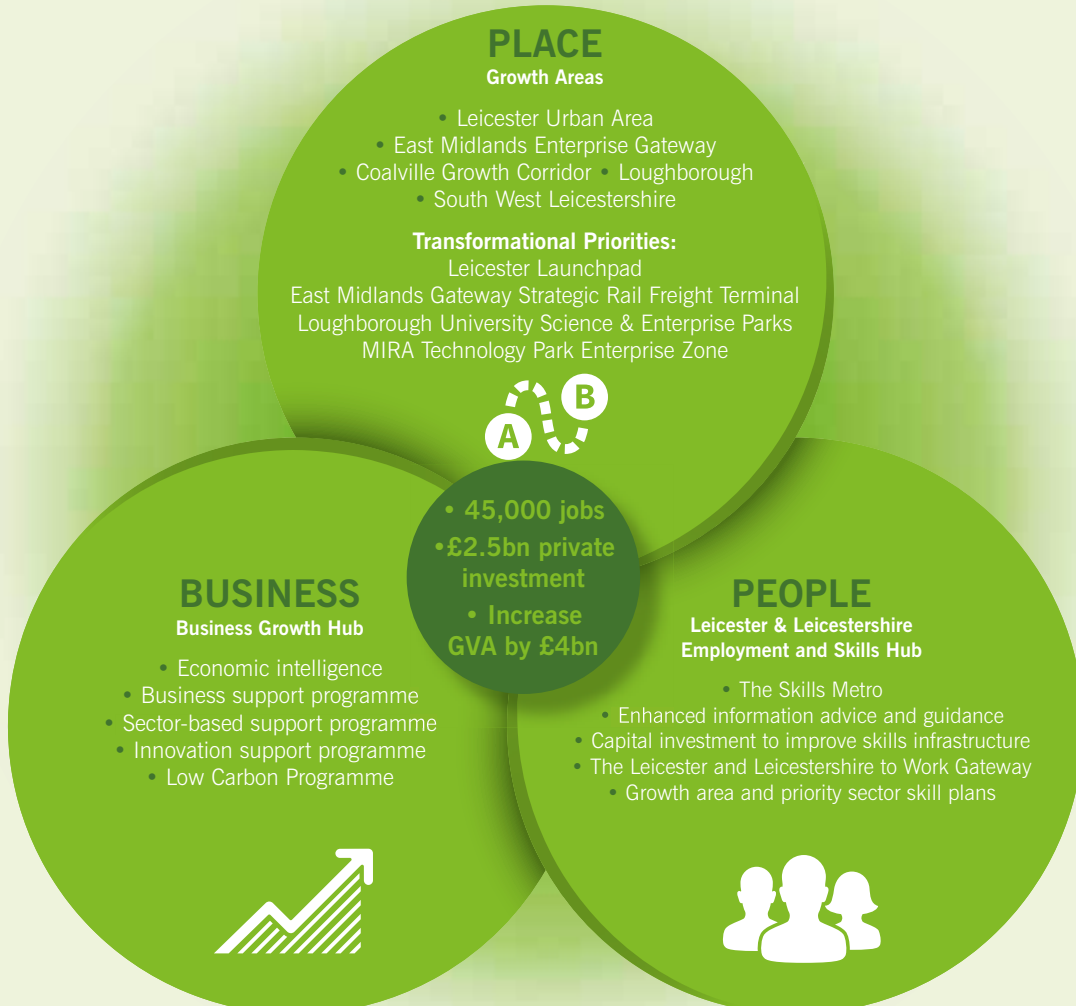 PLACE
Growth Areas
• Leicester Urban Area
• East Midlands Enterprise Gateway
• Coalville Growth Corridor • Loughborough
• South West Leicestershire
Transformational Priorities:
Leicester Launchpad
East Midlands Gateway Strategic Rail Freight Terminal
Loughborough University Science & Enterprise Parks
MIRA Technology Park Enterprise Zone
A B
• 45,000 jobs
•£2.5bn private
investment
• Increase
GVA by £4bn
BUSINESS
Business Growth Hub
• Economic intelligence
• Business support programme
• Sector-based support programme
• Innovation support programme
• Low Carbon Programme
PEOPLE
Leicester & Leicestershire
Employment and Skills Hub
• The Skills Metro
• Enhanced information advice and guidance
• Capital investment to improve skills infrastructure
• The Leicester and Leicestershire to Work Gateway
• Growth area and priority sector skill plans